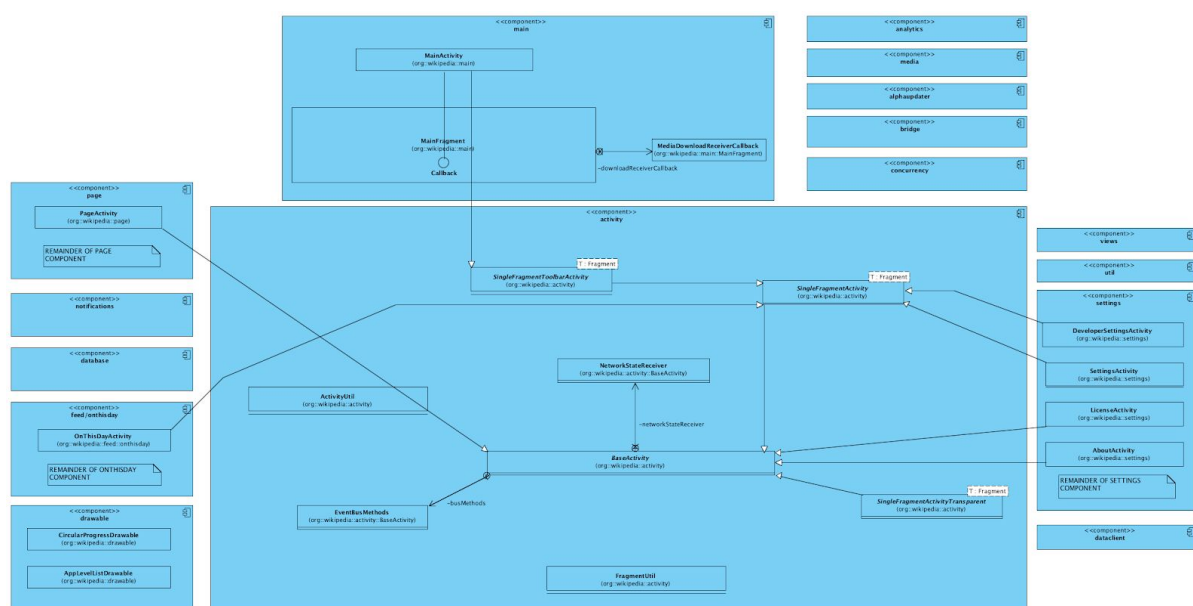 <<component>>
main
MainActivity
(org::wikipedia::main)
MainFragment
(org::wikipedia::main)
Callback
MediaDownloadReceiverCallback
(org::wikipedia::main::MainFragment)
-downloadReceiverCallback
<<component>>
analytics
<<component>>
media
<<component>>
alphaupdater
<<component>>
bridge
<<component>>
concurrency
<<component>>
page
PageActivity
(org::wikipedia::page)
REMAINDER OF PAGE
COMPONENT
<<component>>
notifications
<<component>>
database
<<component>>
feed/onthisday
OnThisDayActivity
(org::wikipedia::feed::onthisday)
REMAINDER OF ONTHISDAY
COMPONENT
<<component>>
drawable
CircularProgressDrawable
(org::wikipedia::drawable)
AppLevelListDrawable
(org::wikipedia::drawable)
<<component>>
activity
T : Fragment
SingleFragmentToolbarActivity
(org::wikipedia::activity)
T : Fragment
SingleFragmentActivity
(org::wikipedia::activity)
NetworkStateReceiver
(org::wikipedia::activity::BaseActivity)
ActivityUtil
(org::wikipedia::activity)
-networkStateReceiver
BaseActivity
(org::wikipedia::activity)
-busMethods
EventBusMethods
(org::wikipedia::activity::BaseActivity)
T : Fragment
SingleFragmentActivityTransparent
(org::wikipedia::activity)
FragmentUtil
(org::wikipedia::activity)
<<component>>
views
<<component>>
util
<<component>>
settings
DeveloperSettingsActivity
(org::wikipedia::settings)
SettingsActivity
(org::wikipedia::settings)
LicenseActivity
(org::wikipedia::settings)
AboutActivity
(org::wikipedia::settings)
REMAINDER OF SETTINGS
COMPONENT
<<component>>
dataclient